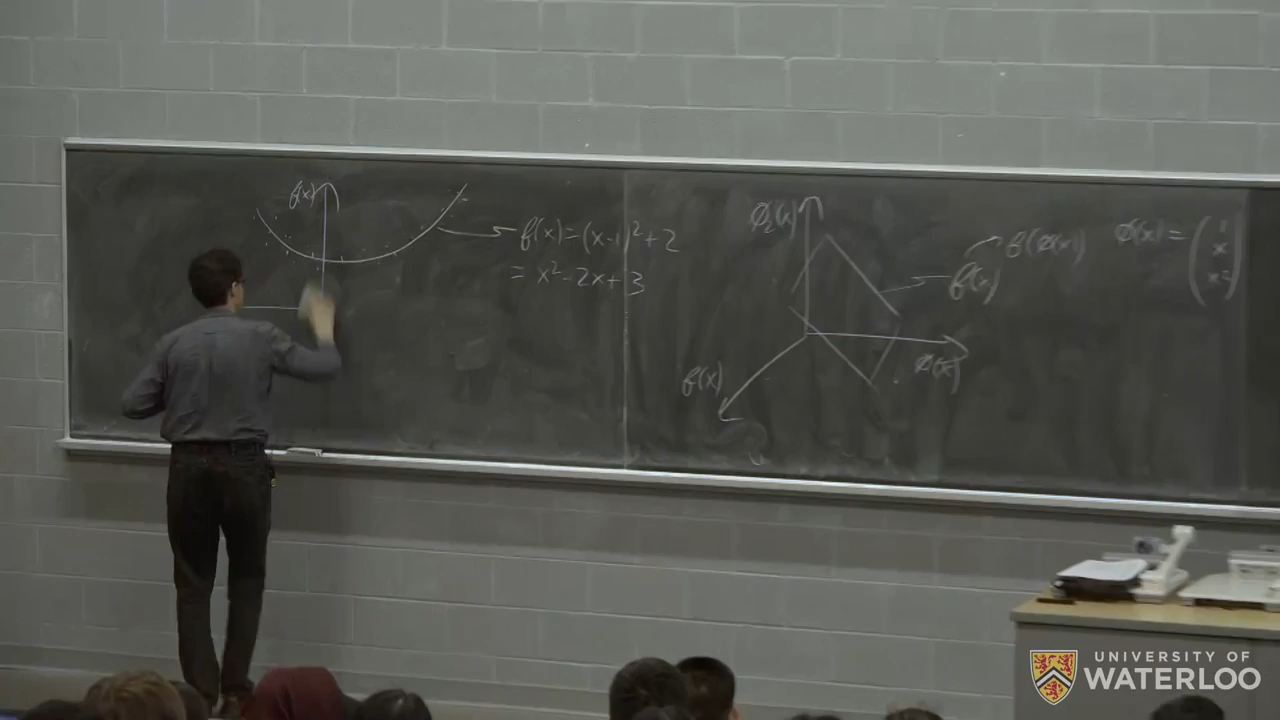 f(x)
f(x)=(x-1)²+2
= x²-2x+3
ϕ₂(x)
f(ϕ(x))
f(x)
ϕ(x)
f(x)
ϕ(x) = (1
x
x²)
UNIVERSITY OF
WATERLOO